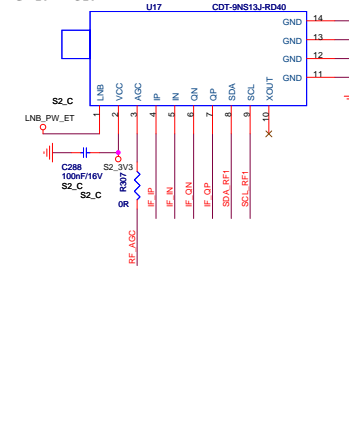 U17 CDT-9NS13J-RD40
GND 14
GND 13
GND 12
GND 11
LNB VCC AGC IP IN QN QP SDA SCL XOUT
1 2 3 4 5 6 7 8 9 10
S2_C
LNB_PW_ET
S2_3V3
C288
100nF/16V
S2_C
S2_C
R307
0R
RF_AGC
IF_IP
IF_IN
IF_QN
IF_QP
SDA_RF1
SCL_RF1